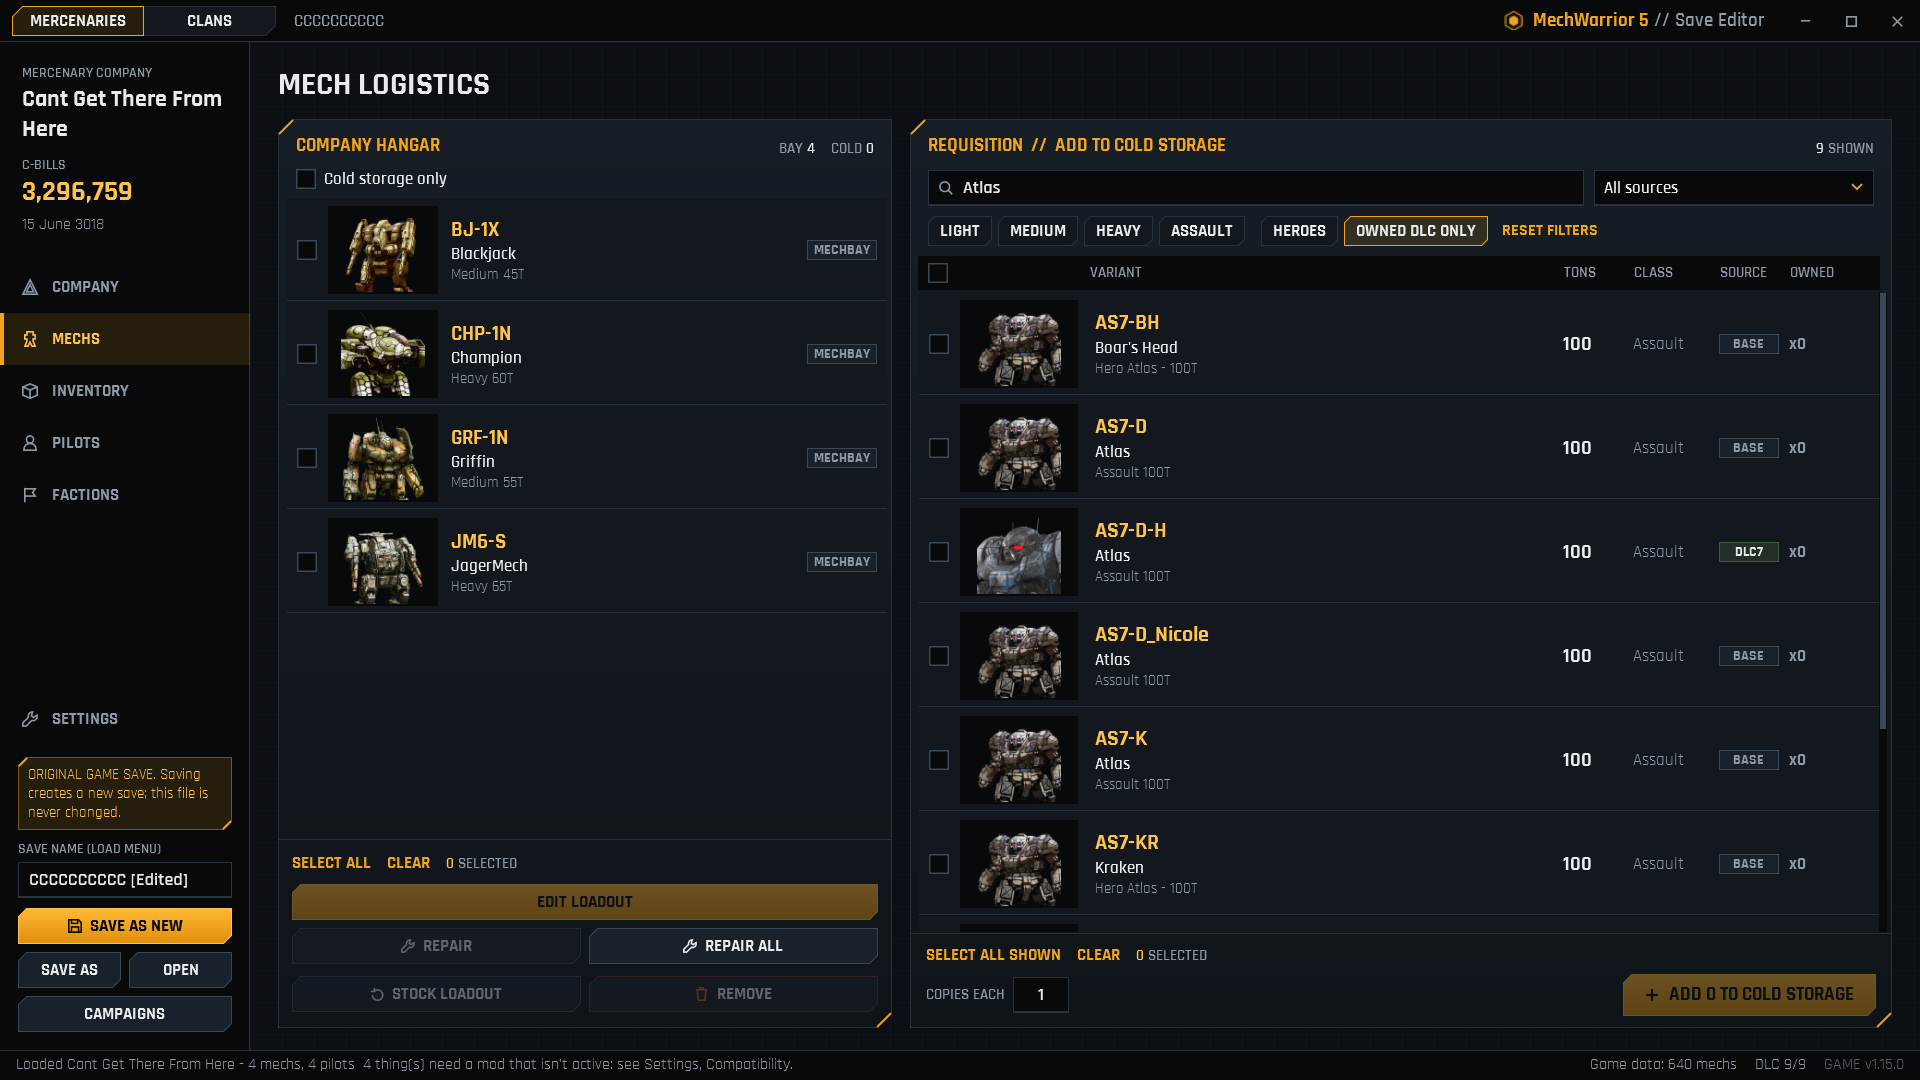 MERCENARIES
CLANS
CCCCCCCCCC
MechWarrior 5 // Save Editor
MERCENARY COMPANY
Cant Get There From
Here
C-BILLS
3,296,759
15 June 3018
COMPANY
MECHS
INVENTORY
PILOTS
FACTIONS
SETTINGS
ORIGINAL GAME SAVE. Saving
creates a new save; this file is
never changed.
SAVE NAME (LOAD MENU)
CCCCCCCCCC [Edited]
SAVE AS NEW
SAVE AS
OPEN
CAMPAIGNS
MECH LOGISTICS
COMPANY HANGAR
BAY 4 COLD 0
Cold storage only
BJ-1X
Blackjack
Medium 45T
MECHBAY
CHP-1N
Champion
Heavy 60T
MECHBAY
GRF-1N
Griffin
Medium 55T
MECHBAY
JM6-S
JagerMech
Heavy 65T
MECHBAY
SELECT ALL CLEAR 0 SELECTED
EDIT LOADOUT
REPAIR
REPAIR ALL
STOCK LOADOUT
REMOVE
REQUISITION // ADD TO COLD STORAGE
9 SHOWN
Atlas
All sources
LIGHT
MEDIUM
HEAVY
ASSAULT
HEROES
OWNED DLC ONLY
RESET FILTERS
VARIANT TONS CLASS SOURCE OWNED
AS7-BH
Boar's Head
Hero Atlas - 100T
100 Assault BASE x0
AS7-D
Atlas
Assault 100T
100 Assault BASE x0
AS7-D-H
Atlas
Assault 100T
100 Assault DLC7 x0
AS7-D_Nicole
Atlas
Assault 100T
100 Assault BASE x0
AS7-K
Atlas
Assault 100T
100 Assault BASE x0
AS7-KR
Kraken
Hero Atlas - 100T
100 Assault BASE x0
SELECT ALL SHOWN CLEAR 0 SELECTED
COPIES EACH 1
+ ADD 0 TO COLD STORAGE
Loaded Cant Get There From Here - 4 mechs, 4 pilots 4 thing(s) need a mod that isn't active: see Settings, Compatibility.
Game data: 640 mechs DLC 9/9 GAME v1.15.0